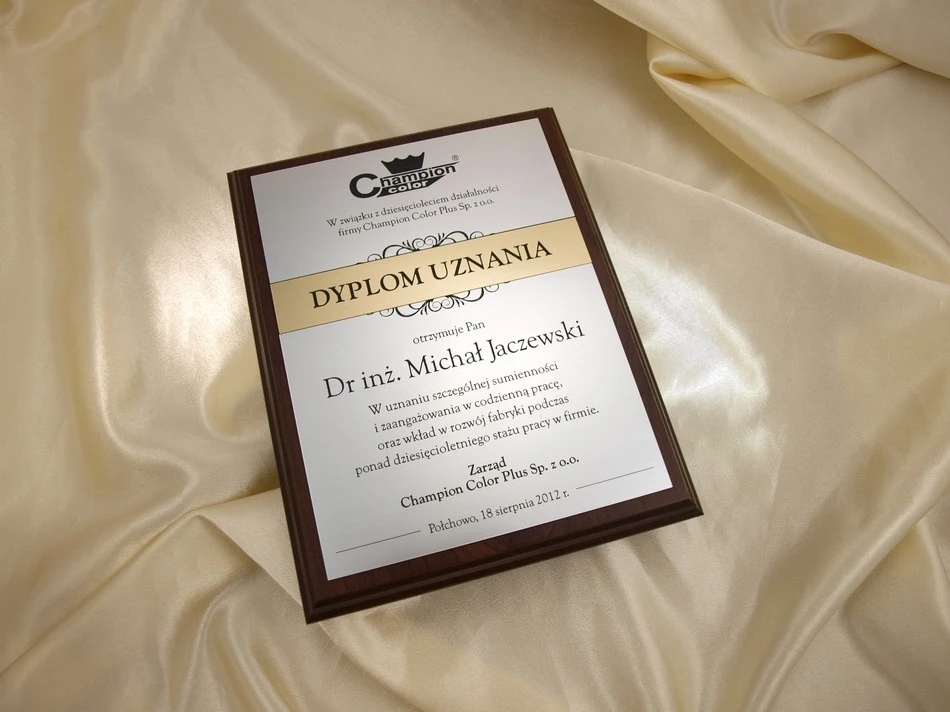 Champion®
color
W związku z dziesięcioleciem działalności
firmy Champion Color Plus Sp. z o.o.
DYPLOM UZNANIA
otrzymuje Pan
Dr inż. Michał Jaczewski
W uznaniu szczególnej sumienności
i zaangażowania w codzienną pracę,
oraz wkład w rozwój fabryki podczas
ponad dziesięcioletniego stażu pracy w firmie.
Zarząd
Champion Color Plus Sp. z o.o.
Połchowo, 18 sierpnia 2012 r.